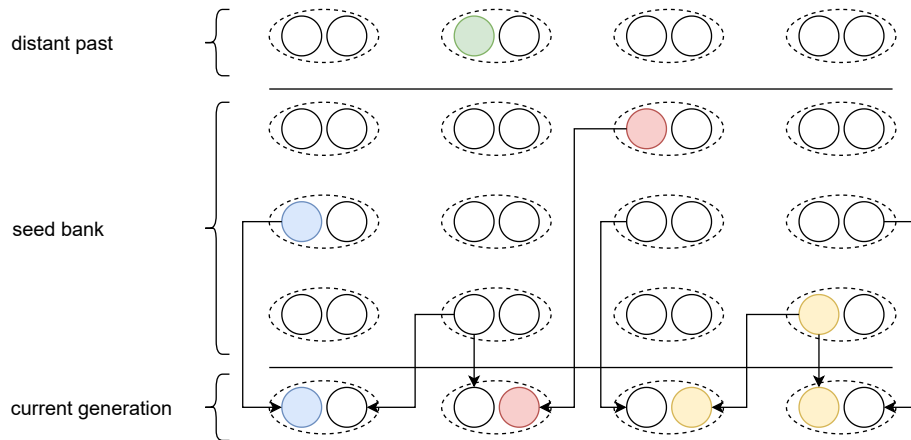 distant past
seed bank
current generation